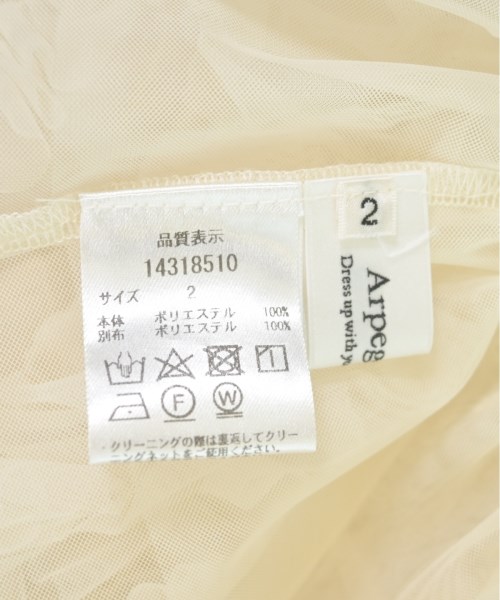 品質表示
14318510
サイズ 2
本体 ポリエステル 100%
別布 ポリエステル 100%
F W
・クリーニングの際は裏返してクリー
ニングネットをご使用ください。
2
Arpeg
Dress up with y